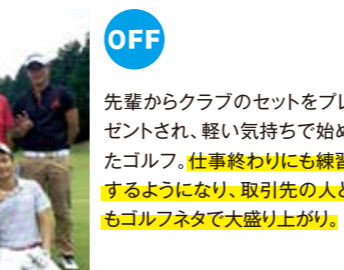 OFF
先輩からクラブのセットをプレ
ゼントされ、軽い気持ちで始め
たゴルフ。仕事終わりにも練習
するようになり、取引先の人と
もゴルフネタで大盛り上がり。